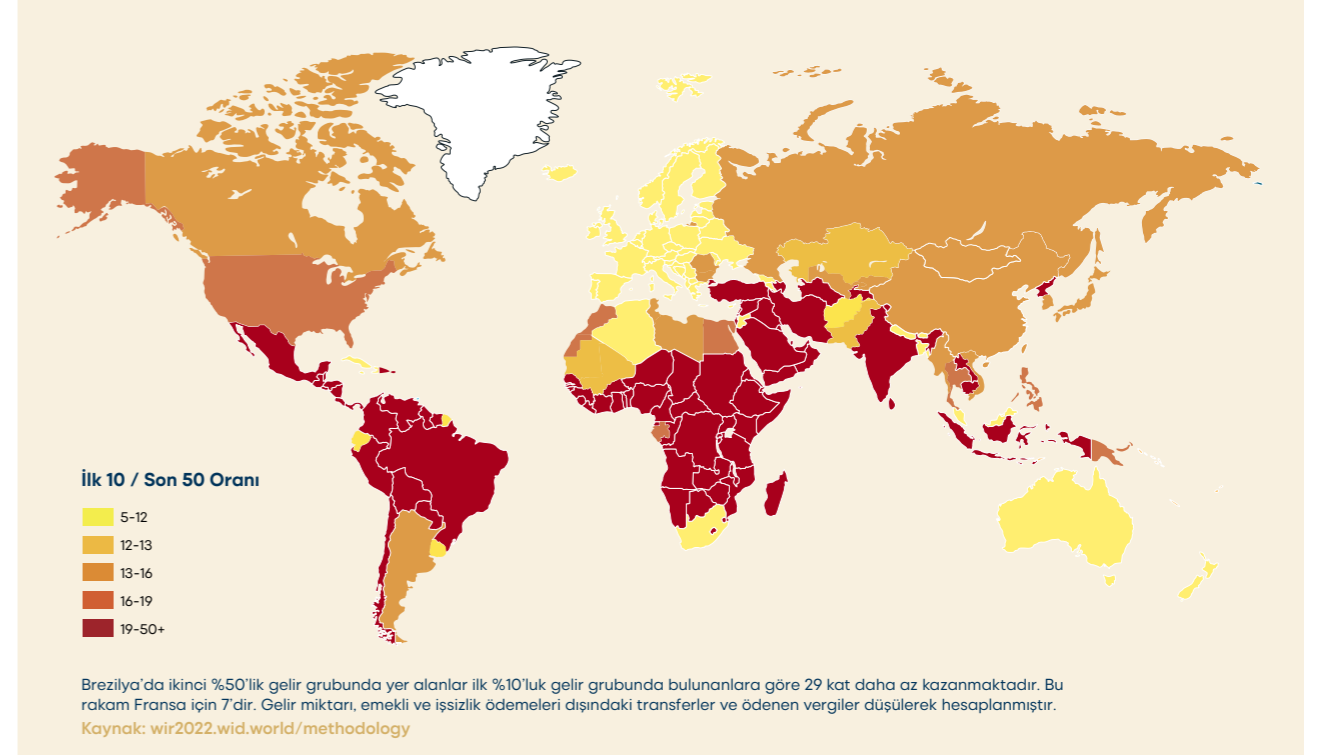 İlk 10 / Son 50 Oranı
5-12
12-13
13-16
16-19
19-50+
Brezilya’da ikinci %50’lik gelir grubunda yer alanlar ilk %10’luk gelir grubunda bulunanlara göre 29 kat daha az kazanmaktadır. Bu
rakam Fransa için 7’dir. Gelir miktarı, emekli ve işsizlik ödemeleri dışındaki transferler ve ödenen vergiler düşülerek hesaplanmıştır.
Kaynak: wir2022.wid.world/methodology